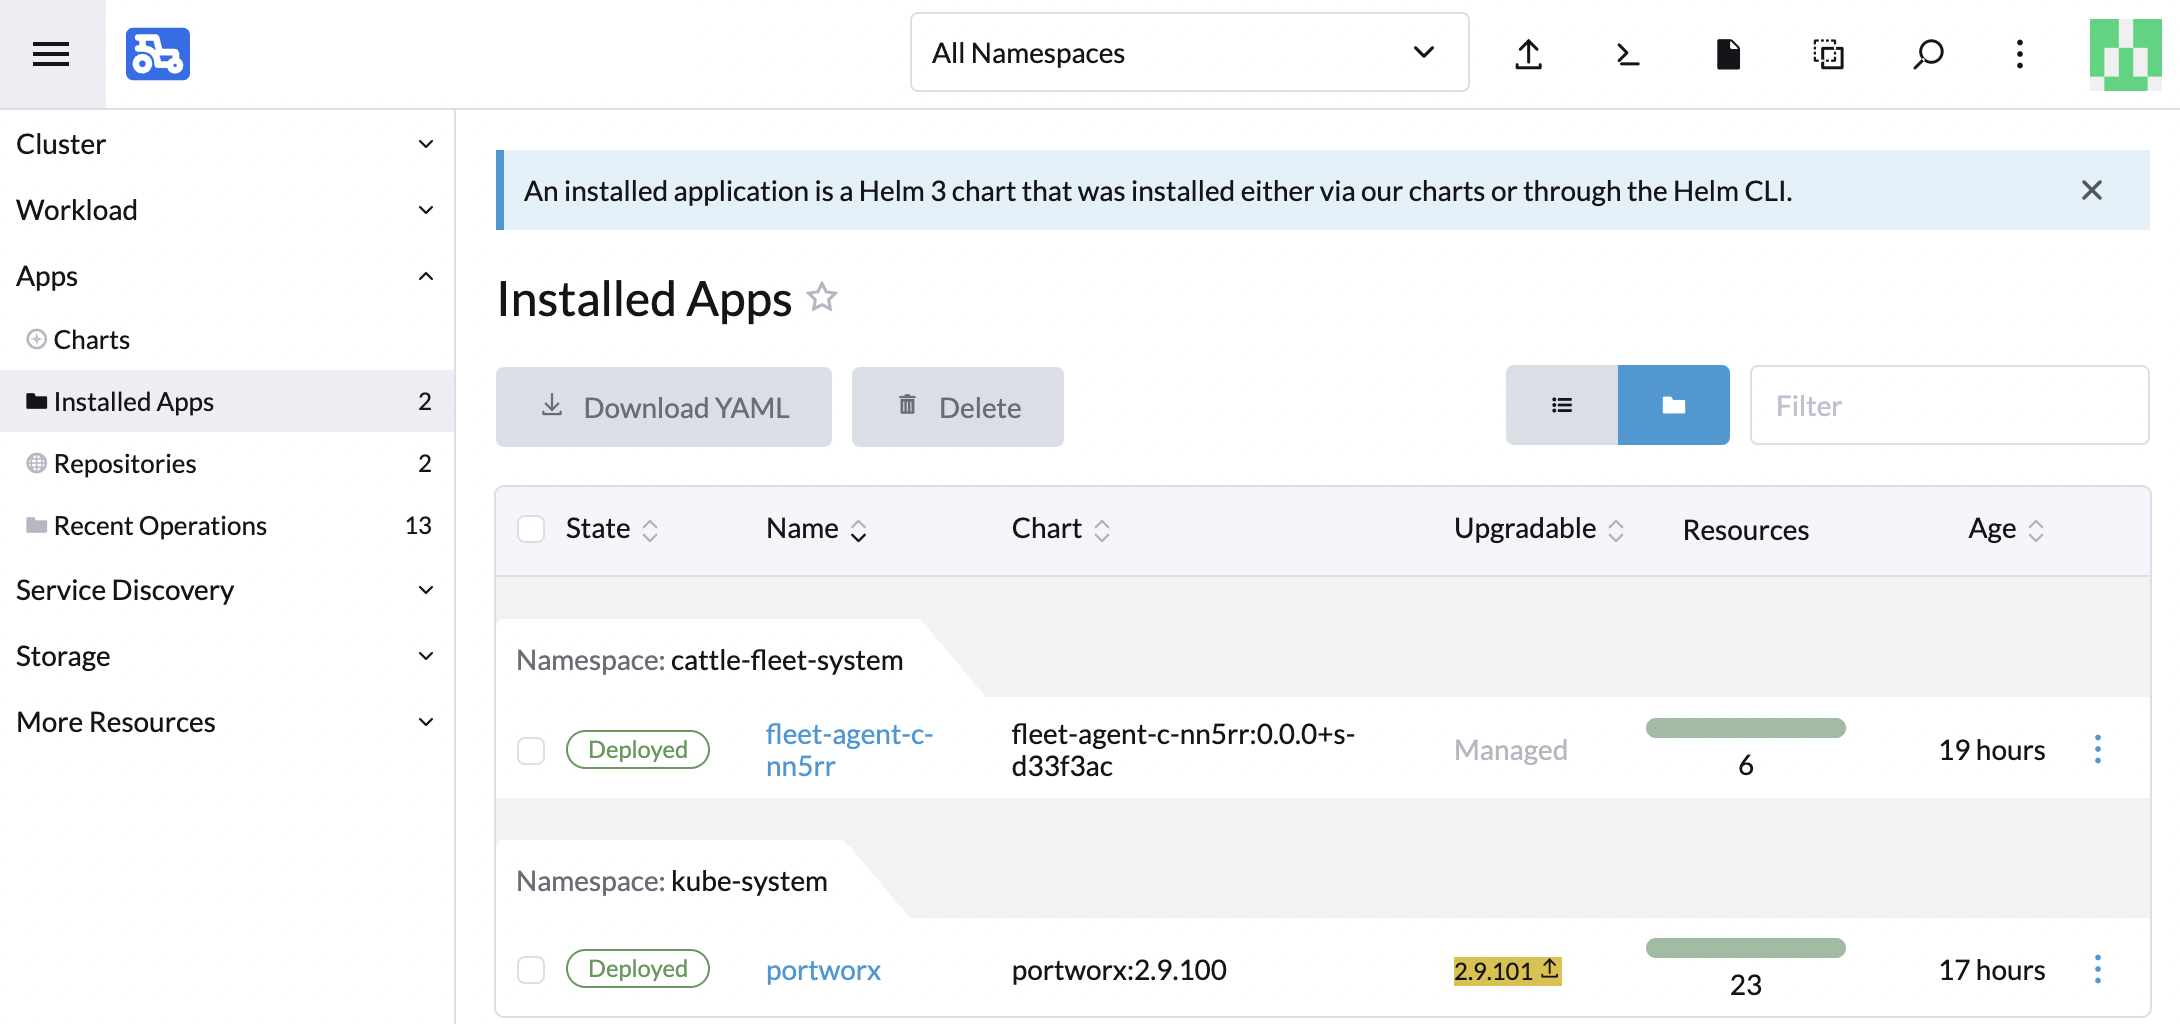 All Namespaces
Cluster
Workload
Apps
Charts
Installed Apps 2
Repositories 2
Recent Operations 13
Service Discovery
Storage
More Resources
An installed application is a Helm 3 chart that was installed either via our charts or through the Helm CLI.
Installed Apps
Download YAML Delete Filter
State Name Chart Upgradable Resources Age
Namespace: cattle-fleet-system
Deployed fleet-agent-c-nn5rr fleet-agent-c-nn5rr:0.0.0+s-d33f3ac Managed 6 19 hours
Namespace: kube-system
Deployed portworx portworx:2.9.100 2.9.101 23 17 hours